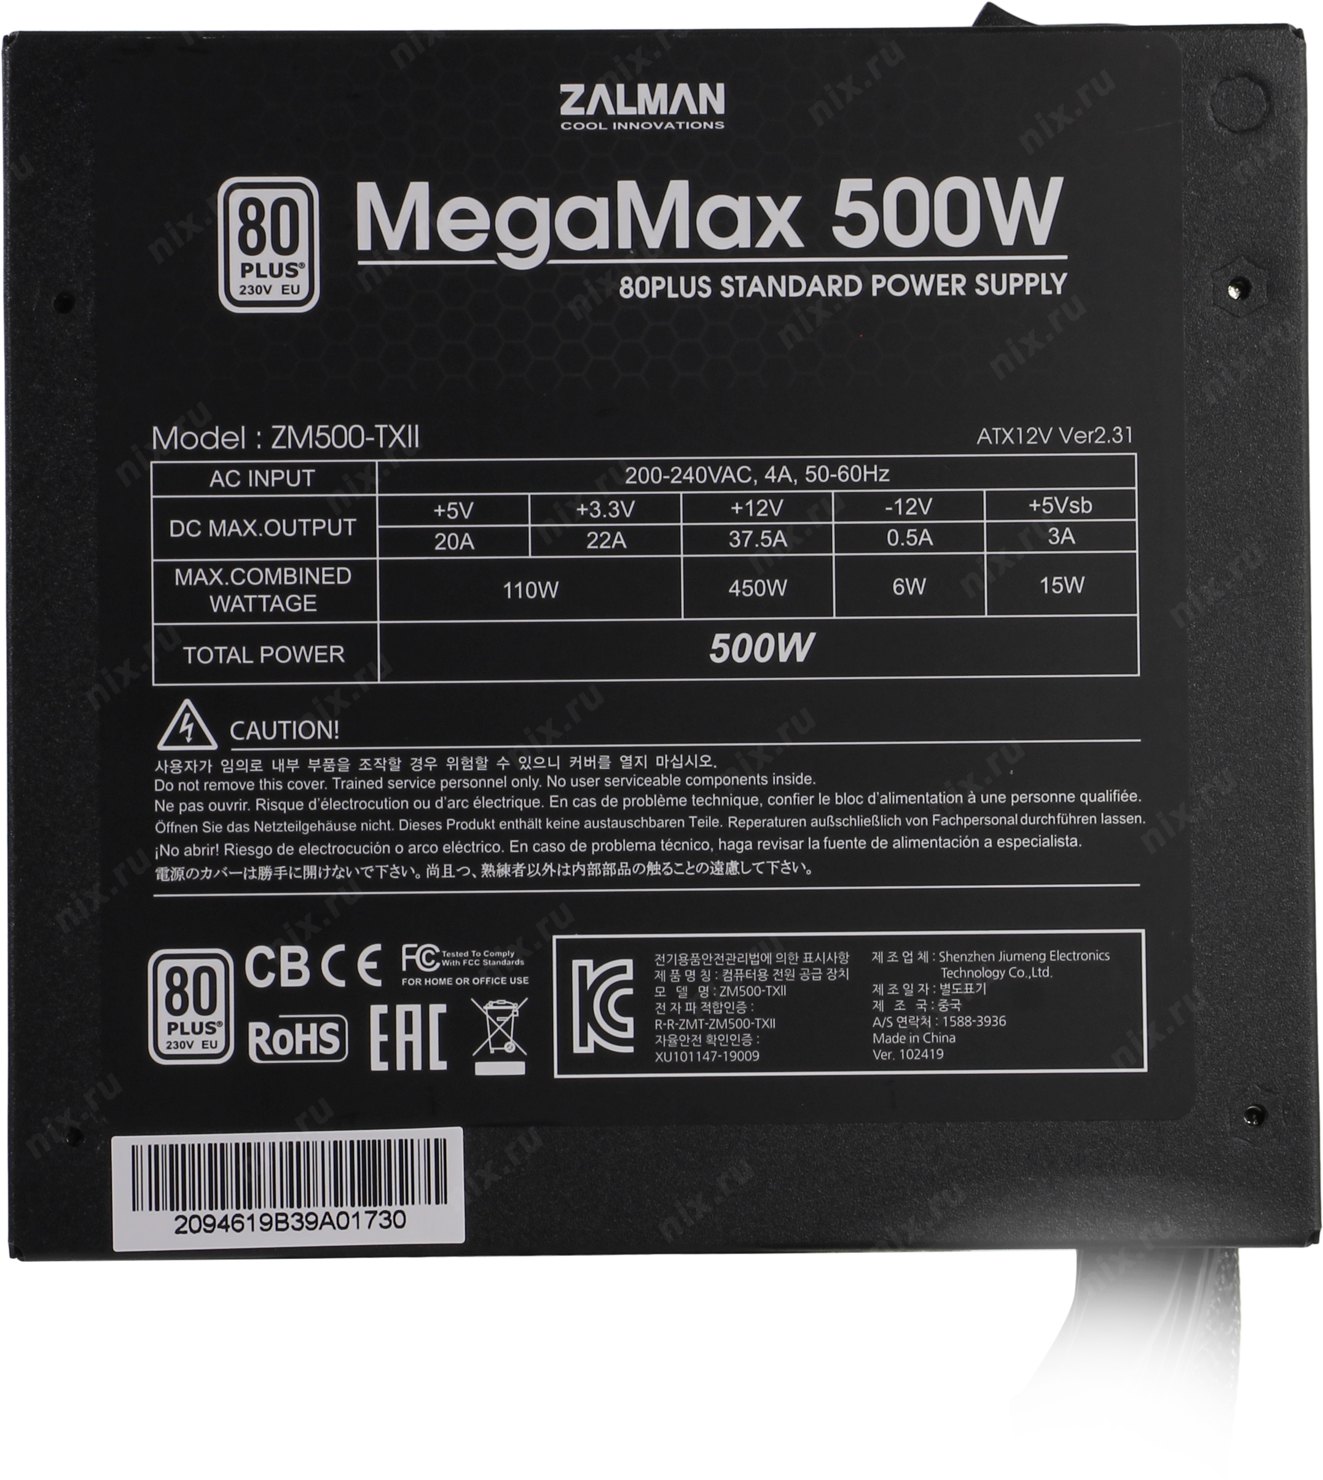 ZALMAN
COOL INNOVATIONS
80
PLUS®
230V EU
MegaMax 500W
80PLUS STANDARD POWER SUPPLY
Model : ZM500-TXII
ATX12V Ver2.31
AC INPUT 200-240VAC, 4A, 50-60Hz
DC MAX.OUTPUT
+5V +3.3V +12V -12V +5Vsb
20A 22A 37.5A 0.5A 3A
MAX.COMBINED
WATTAGE
110W 450W 6W 15W
TOTAL POWER 500W
CAUTION!
사용자가 임의로 내부 부품을 조작할 경우 위험할 수 있으니 커버를 열지 마십시오.
Do not remove this cover. Trained service personnel only. No user serviceable components inside.
Ne pas ouvrir. Risque d'électrocution ou d'arc électrique. En cas de problème technique, confier le bloc d'alimentation à une personne qualifiée.
Öffnen Sie das Netzteilgehäuse nicht. Dieses Produkt enthält keine austauschbaren Teile. Reperaturen außschließlich von Fachpersonal durchführen lassen.
¡No abrir! Riesgo de electrocución o arco eléctrico. En caso de problema técnico, haga revisar la fuente de alimentación a especialista.
電源のカバーは勝手に開けないで下さい。尚且つ、熟練者以外は内部部品の触ることの遠慮して下さい。
80
PLUS®
230V EU
CB CE
FC Tested To Comply
With FCC Standards
FOR HOME OR OFFICE USE
RoHS
EAC
전기용품안전관리법에 의한 표시사항
제 품 명 칭 : 컴퓨터용 전원 공급 장치
모 델 명 : ZM500-TXII
전 자 파 적합인증 :
R-R-ZMT-ZM500-TXII
자율안전 확인인증 :
XU101147-19009
제 조 업 체 : Shenzhen Jiumeng Electronics
Technology Co.,Ltd.
제 조 일 자 : 별도표기
제 조 국 : 중국
A/S 연락처 : 1588-3936
Made in China
Ver. 102419
2094619B39A01730
nix.ru